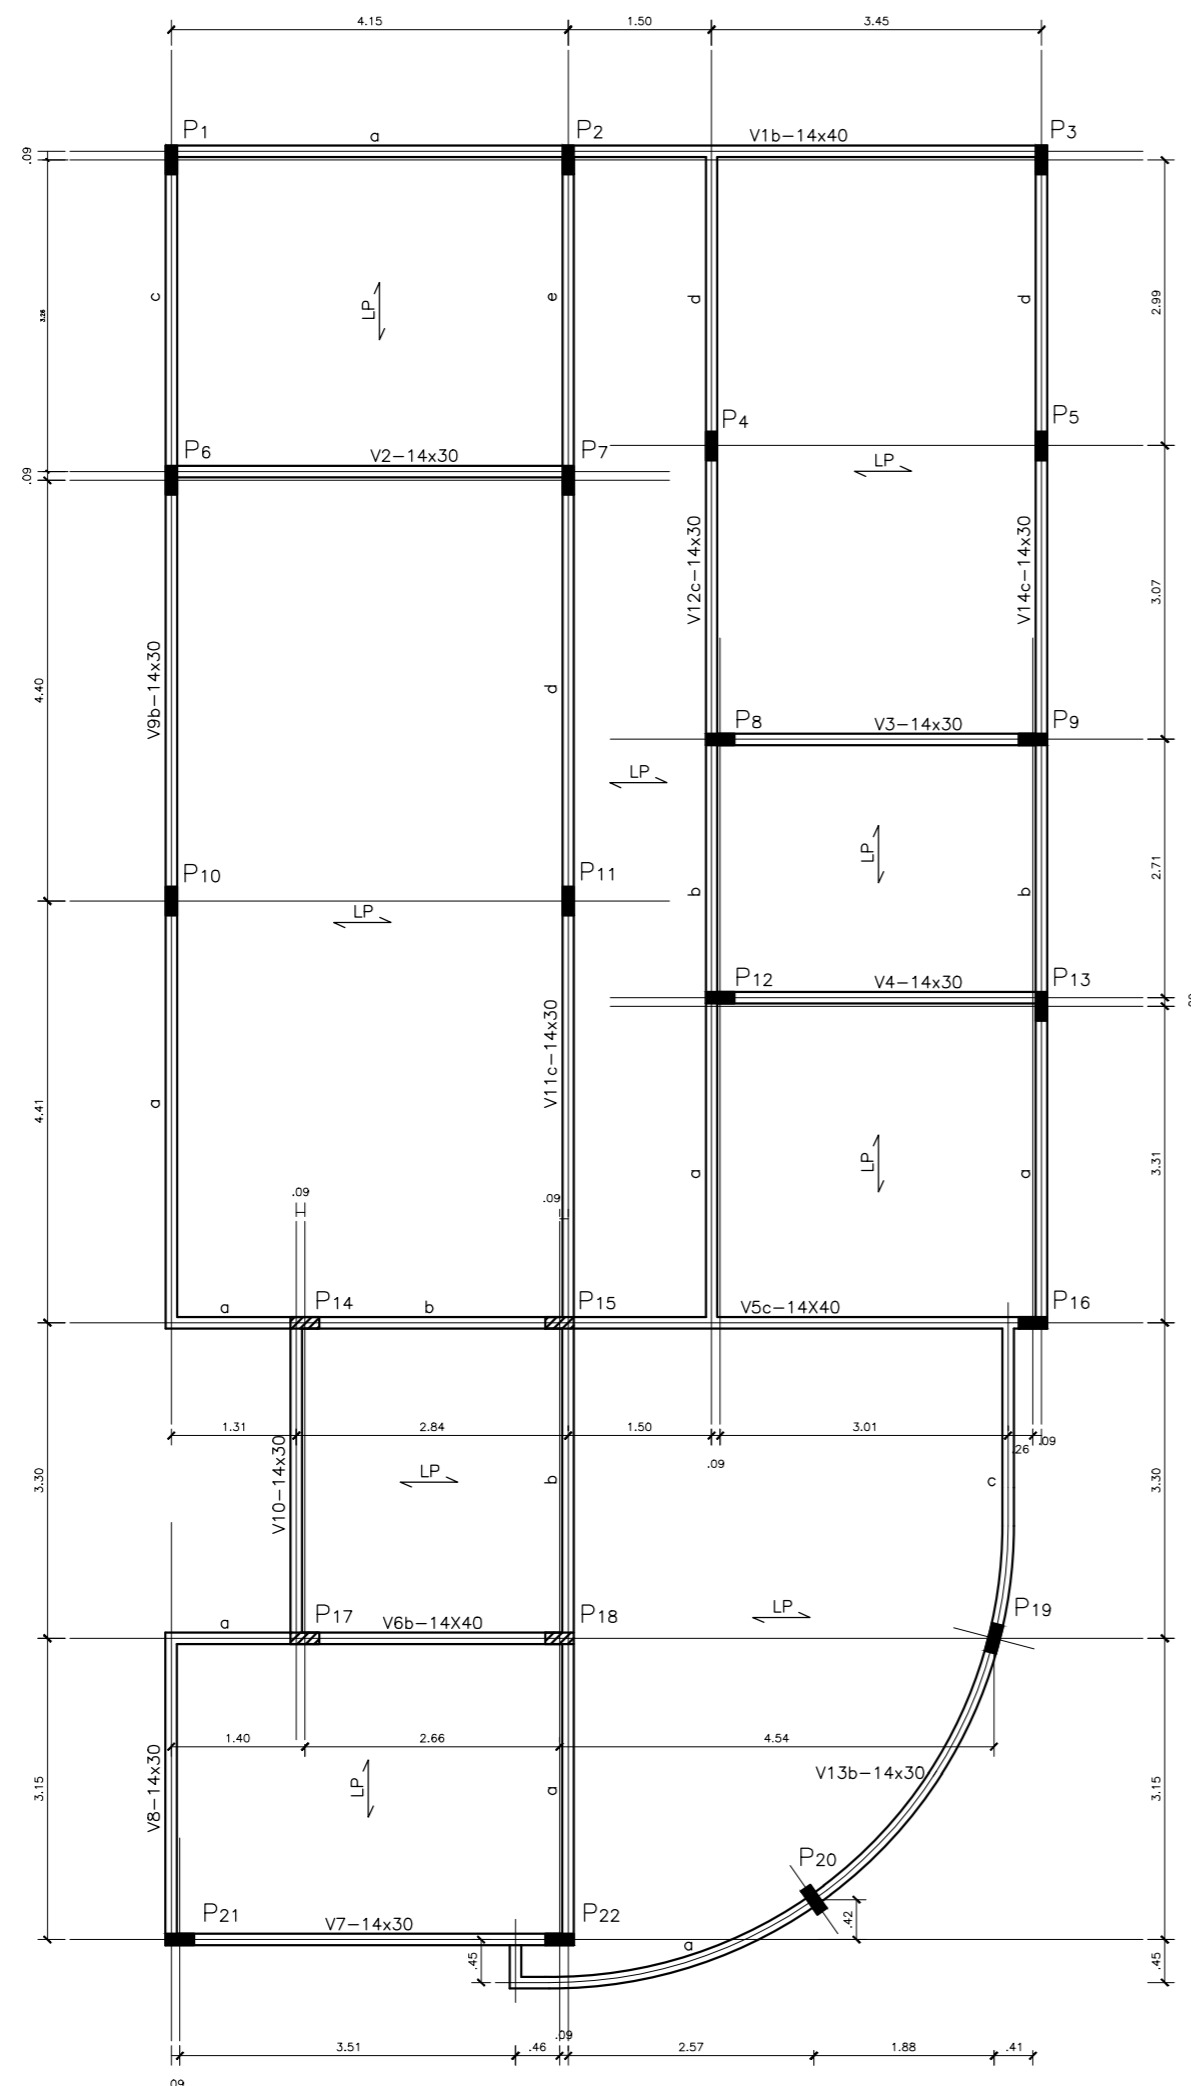 4.15 1.50 3.45
P1 a P2 V1b-14x40 P3
.09
c e d d
LP
3.26 2.99
P4 P5
P6 V2-14x30 P7
LP
.09
V12c-14x30 V14c-14x30
3.07
V9b-14x30
4.40 d
P8 V3-14x30 P9
LP
LP
P10 P11
b b 2.71
LP
P12 V4-14x30 P13
V11c-14x30
a
4.41
LP
a a 3.31
.09 .09
a P14 b P15 V5c-14X40 P16
1.31 2.84 1.50 3.01
.09 .26 .09
V10-14x30
LP
b c
3.30 3.30
a P17 V6b-14X40 P18 LP P19
1.40 2.66 4.54
V8-14x30
LP
a
V13b-14x30
3.15 3.15
P20
P21 V7-14x30 P22
.42
a
.45 .45
.09
3.51 .46 2.57 1.88 .41
.09